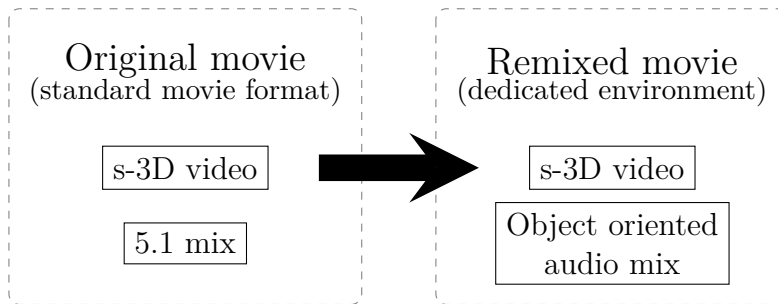 Original movie
(standard movie format)
s-3D video
5.1 mix
Remixed movie
(dedicated environment)
s-3D video
Object oriented
audio mix